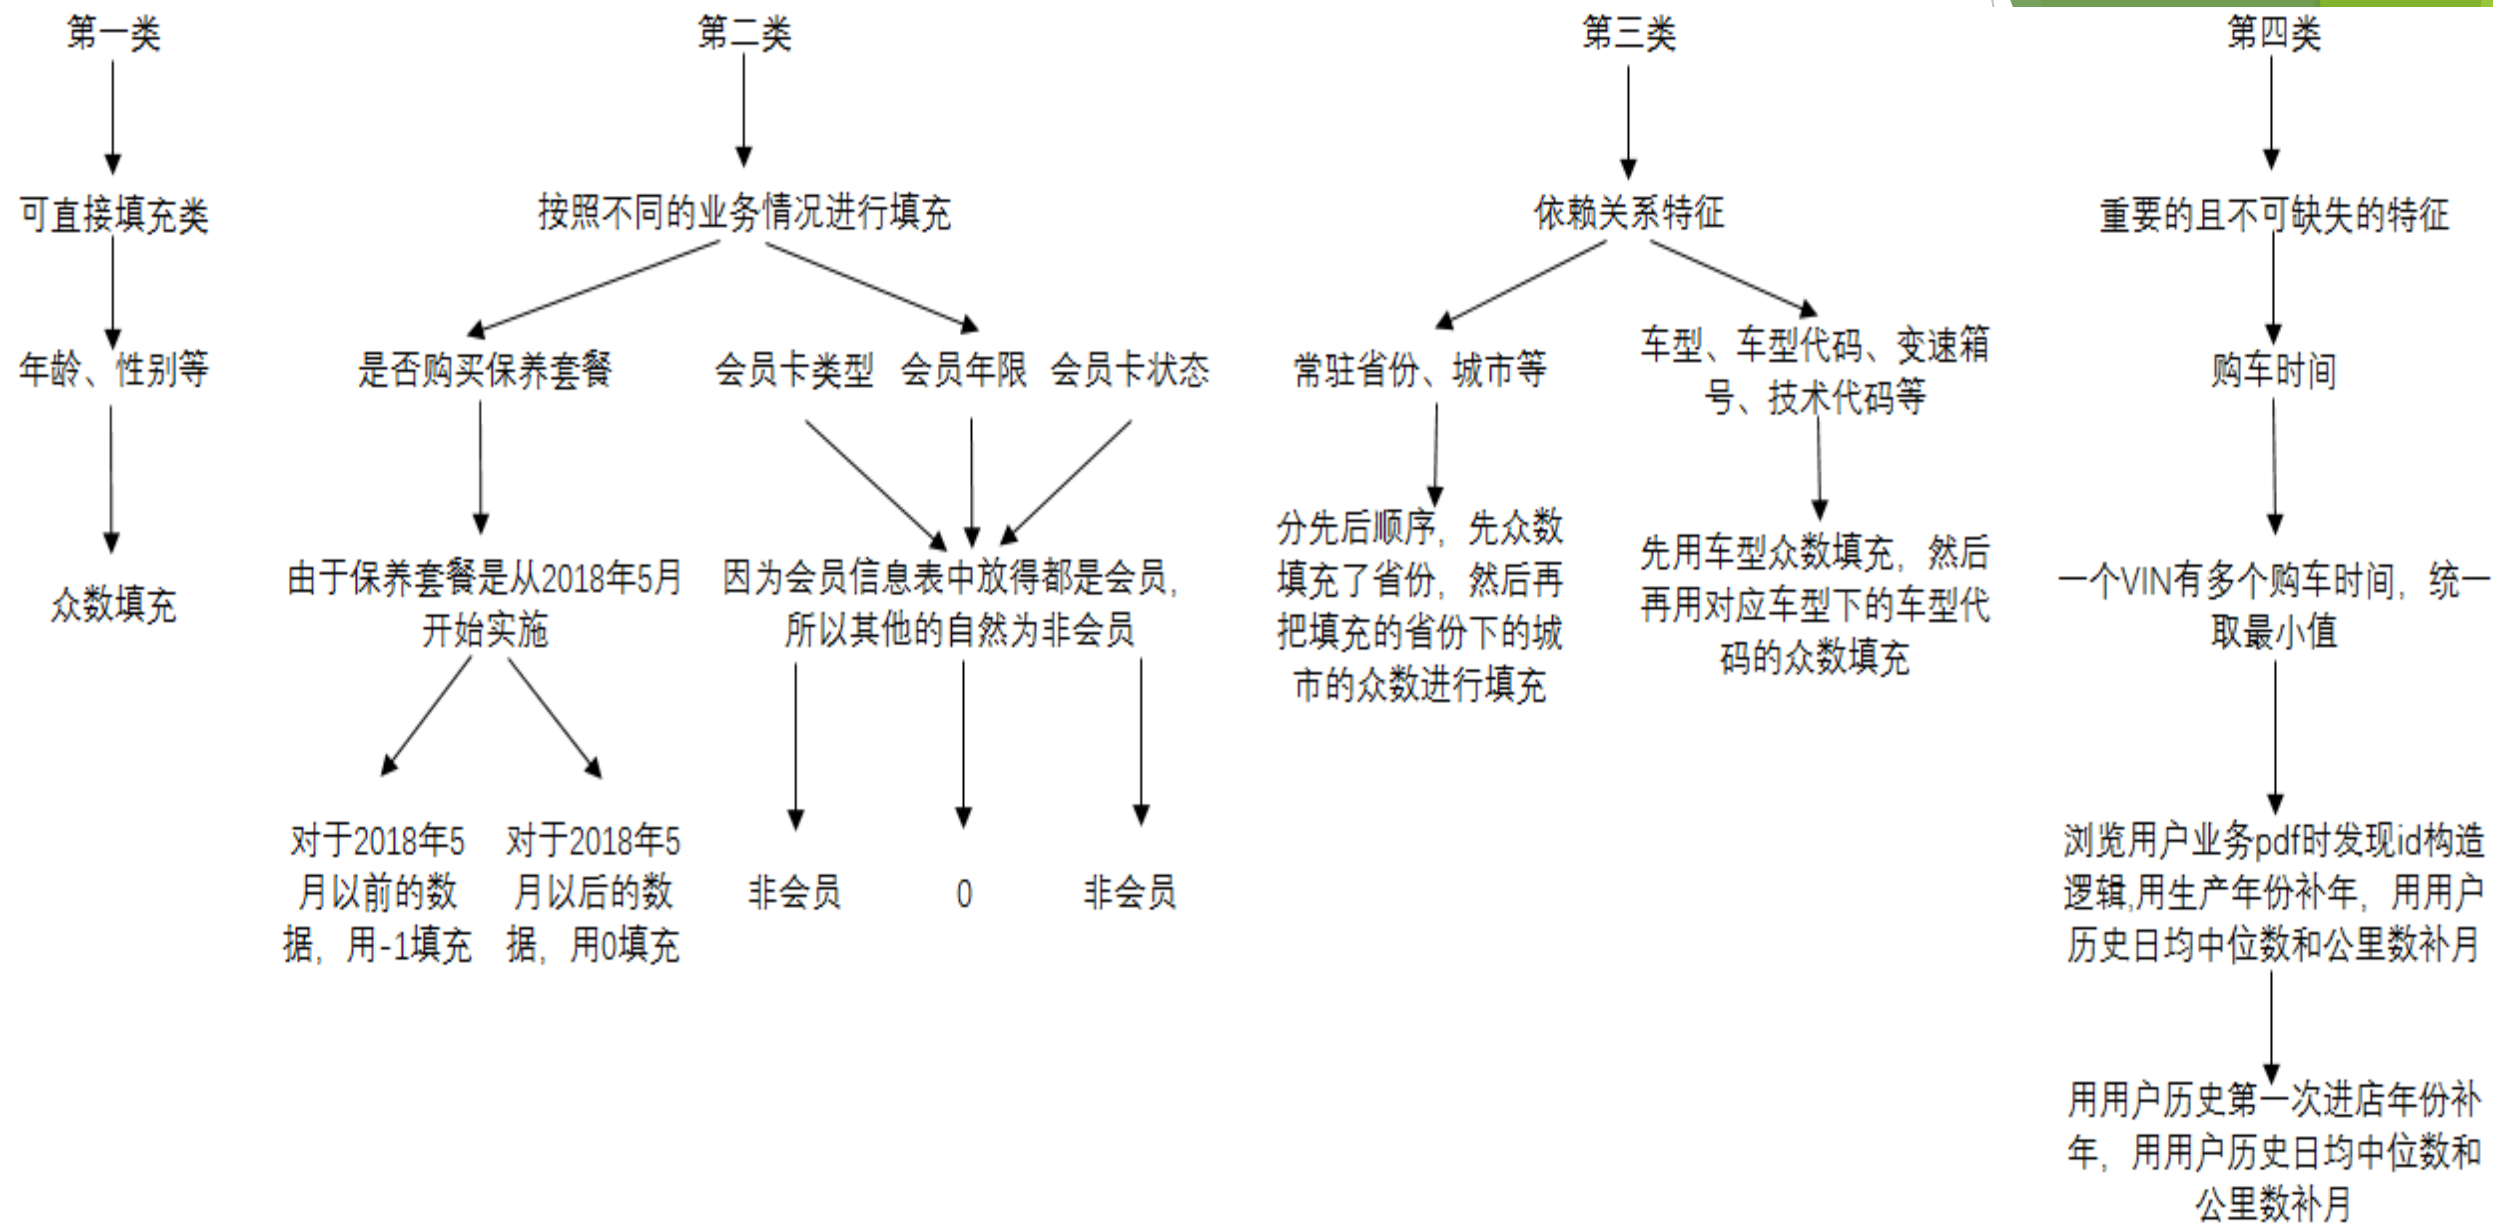 第一类
可直接填充类
年龄、性别等
众数填充
第二类
按照不同的业务情况进行填充
是否购买保养套餐
由于保养套餐是从2018年5月
开始实施
对于2018年5
月以前的数
据，用-1填充
对于2018年5
月以后的数
据，用0填充
会员卡类型
会员年限
会员卡状态
因为会员信息表中放得都是会员，
所以其他的自然为非会员
非会员
0
非会员
第三类
依赖关系特征
常驻省份、城市等
分先后顺序，先众数
填充了省份，然后再
把填充的省份下的城
市的众数进行填充
车型、车型代码、变速箱
号、技术代码等
先用车型众数填充，然后
再用对应车型下的车型代
码的众数填充
第四类
重要的且不可缺失的特征
购车时间
一个VIN有多个购车时间，统一
取最小值
浏览用户业务pdf时发现id构造
逻辑,用生产年份补年，用用户
历史日均中位数和公里数补月
用用户历史第一次进店年份补
年，用用户历史日均中位数和
公里数补月